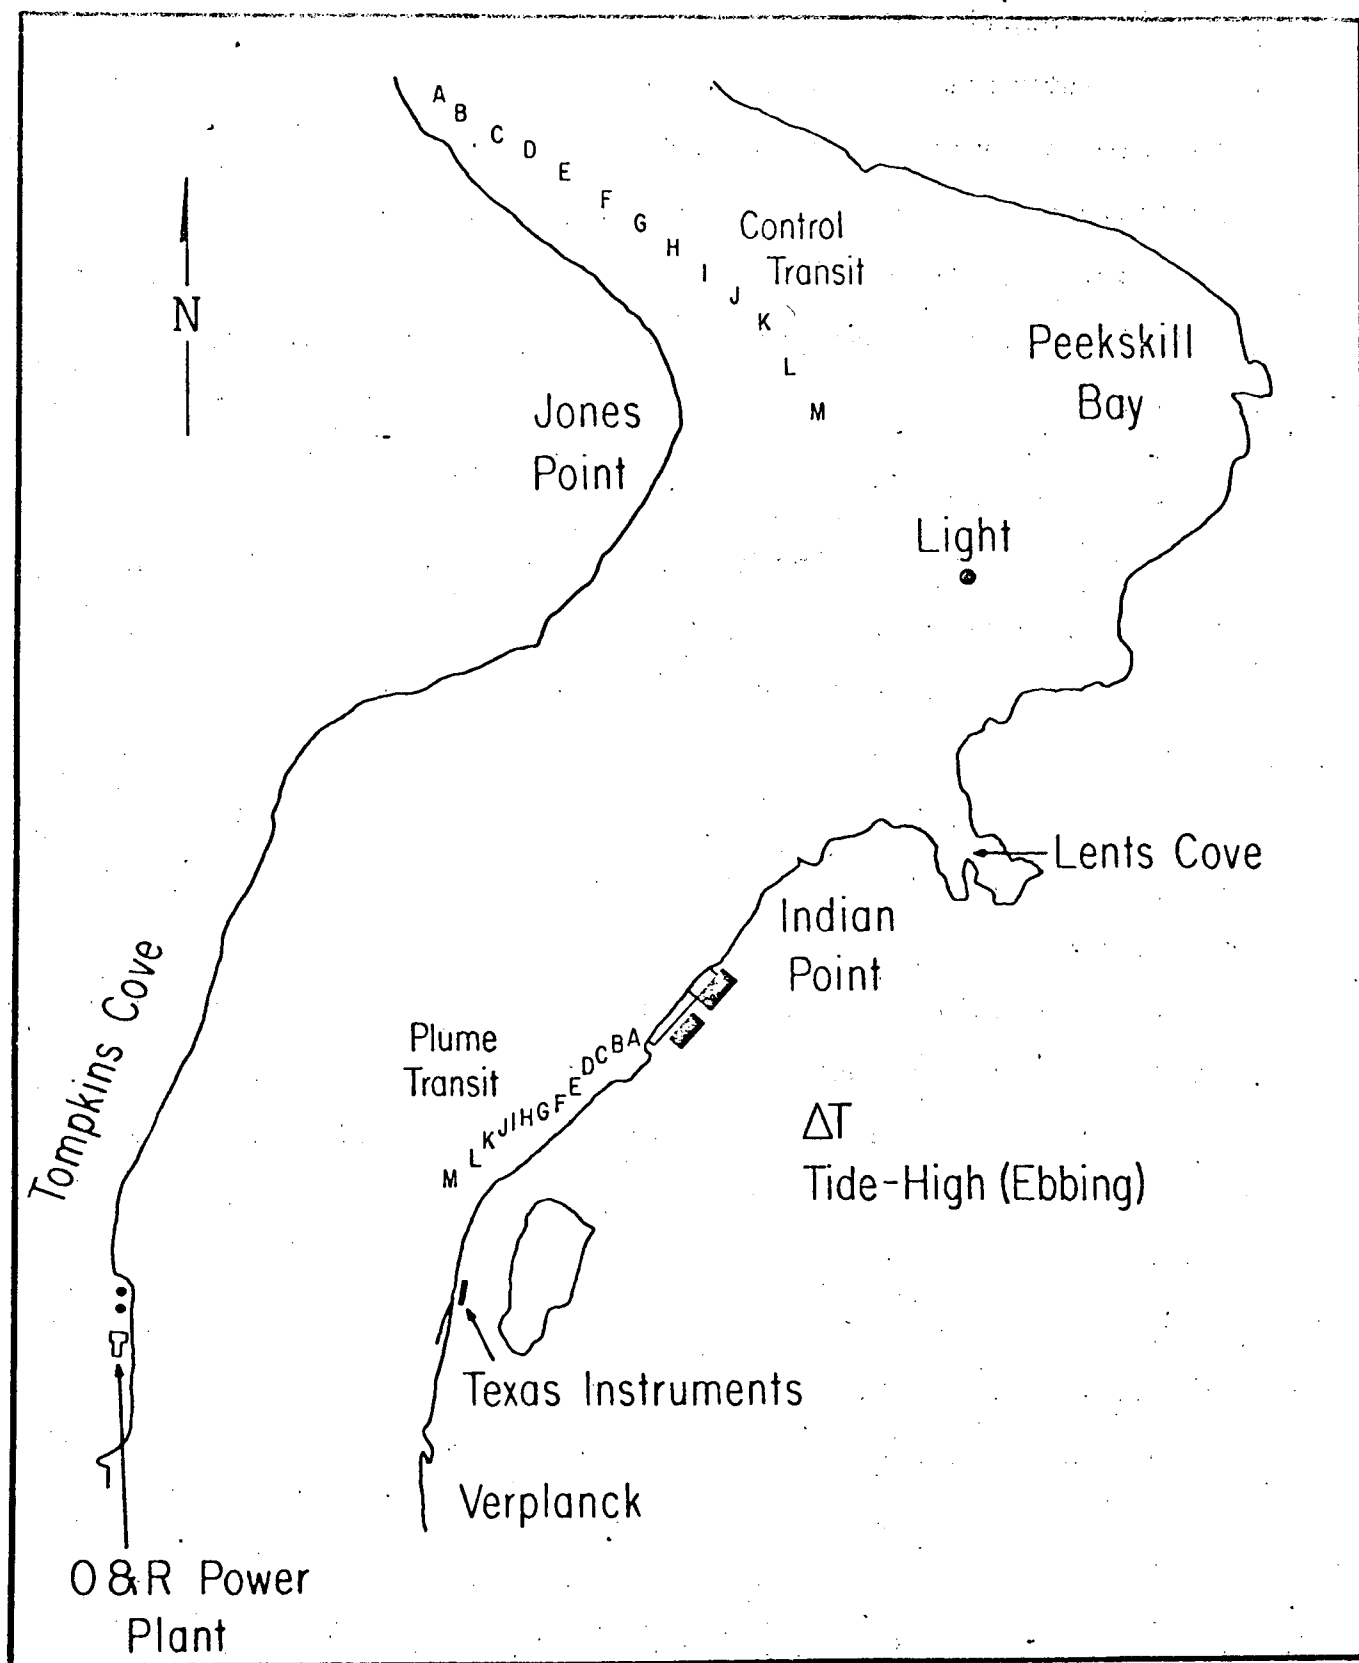 A
B
C
D
E
F
G
H
I
J
K
L
M
Control
Transit
N
Peekskill
Bay
Jones
Point
Light
Lents Cove
Indian
Point
Tompkins Cove
Plume
Transit
A
B
C
D
E
F
G
H
I
J
K
L
M
ΔT
Tide-High (Ebbing)
Texas Instruments
Verplanck
O&R Power
Plant